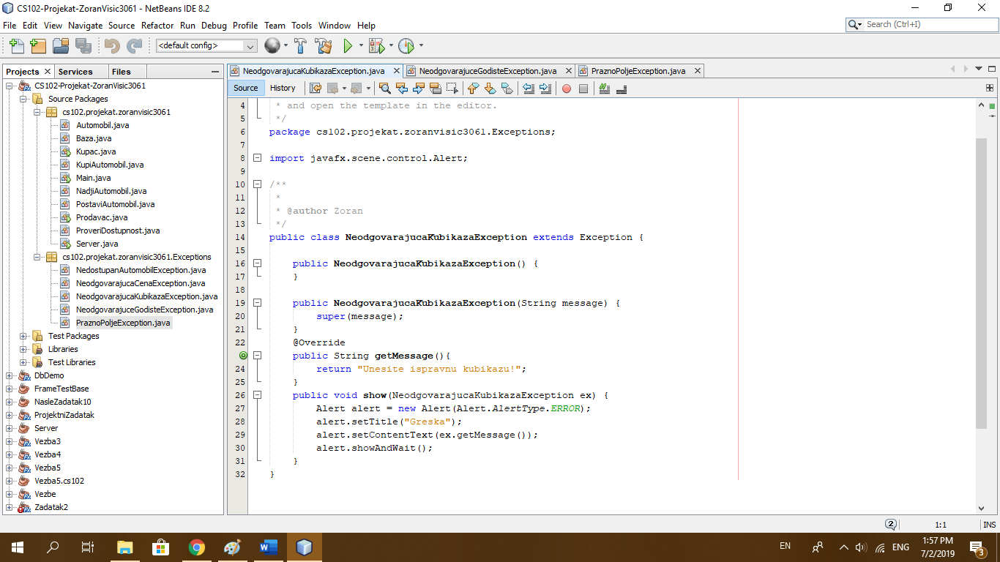 CS102-Projekat-ZoranVisic3061 - NetBeans IDE 8.2
File Edit View Navigate Source Refactor Run Debug Profile Team Tools Window Help
Search (Ctrl+I)
<default config>
Projects Services Files
CS102-Projekat-ZoranVisic3061
Source Packages
cs102.projekat.zoranvisic3061
Automobil.java
Baza.java
Kupac.java
KupiAutomobil.java
Main.java
NadjiAutomobil.java
PostaviAutomobil.java
Prodavac.java
ProveriDostupnost.java
Server.java
cs102.projekat.zoranvisic3061.Exceptions
NedostupanAutomobilException.java
NeodgovarajucaCenaException.java
NeodgovarajucaKubikazaException.java
NeodgovarajuceGodisteException.java
PraznoPoljeException.java
Test Packages
Libraries
Test Libraries
DbDemo
FrameTestBase
NasleZadatak10
ProjektniZadatak
Server
Vezba3
Vezba4
Vezba5
Vezba5.cs102
Vezbe
Zadatak2
NeodgovarajucaKubikazaException.java NeodgovarajuceGodisteException.java PraznoPoljeException.java
Source History
4 * and open the template in the editor.
5 */
6 package cs102.projekat.zoranvisic3061.Exceptions;
7
8 import javafx.scene.control.Alert;
9
10 /**
11 *
12 * @author Zoran
13 */
14 public class NeodgovarajucaKubikazaException extends Exception {
15
16 public NeodgovarajucaKubikazaException() {
17 }
18
19 public NeodgovarajucaKubikazaException(String message) {
20 super(message);
21 }
22 @Override
public String getMessage(){
24 return "Unesite ispravnu kubikazu!";
25 }
26 public void show(NeodgovarajucaKubikazaException ex) {
27 Alert alert = new Alert(Alert.AlertType.ERROR);
28 alert.setTitle("Greska");
29 alert.setContentText(ex.getMessage());
30 alert.showAndWait();
31 }
32 }
2 1:1 INS
EN ENG 1:57 PM
7/2/2019 3